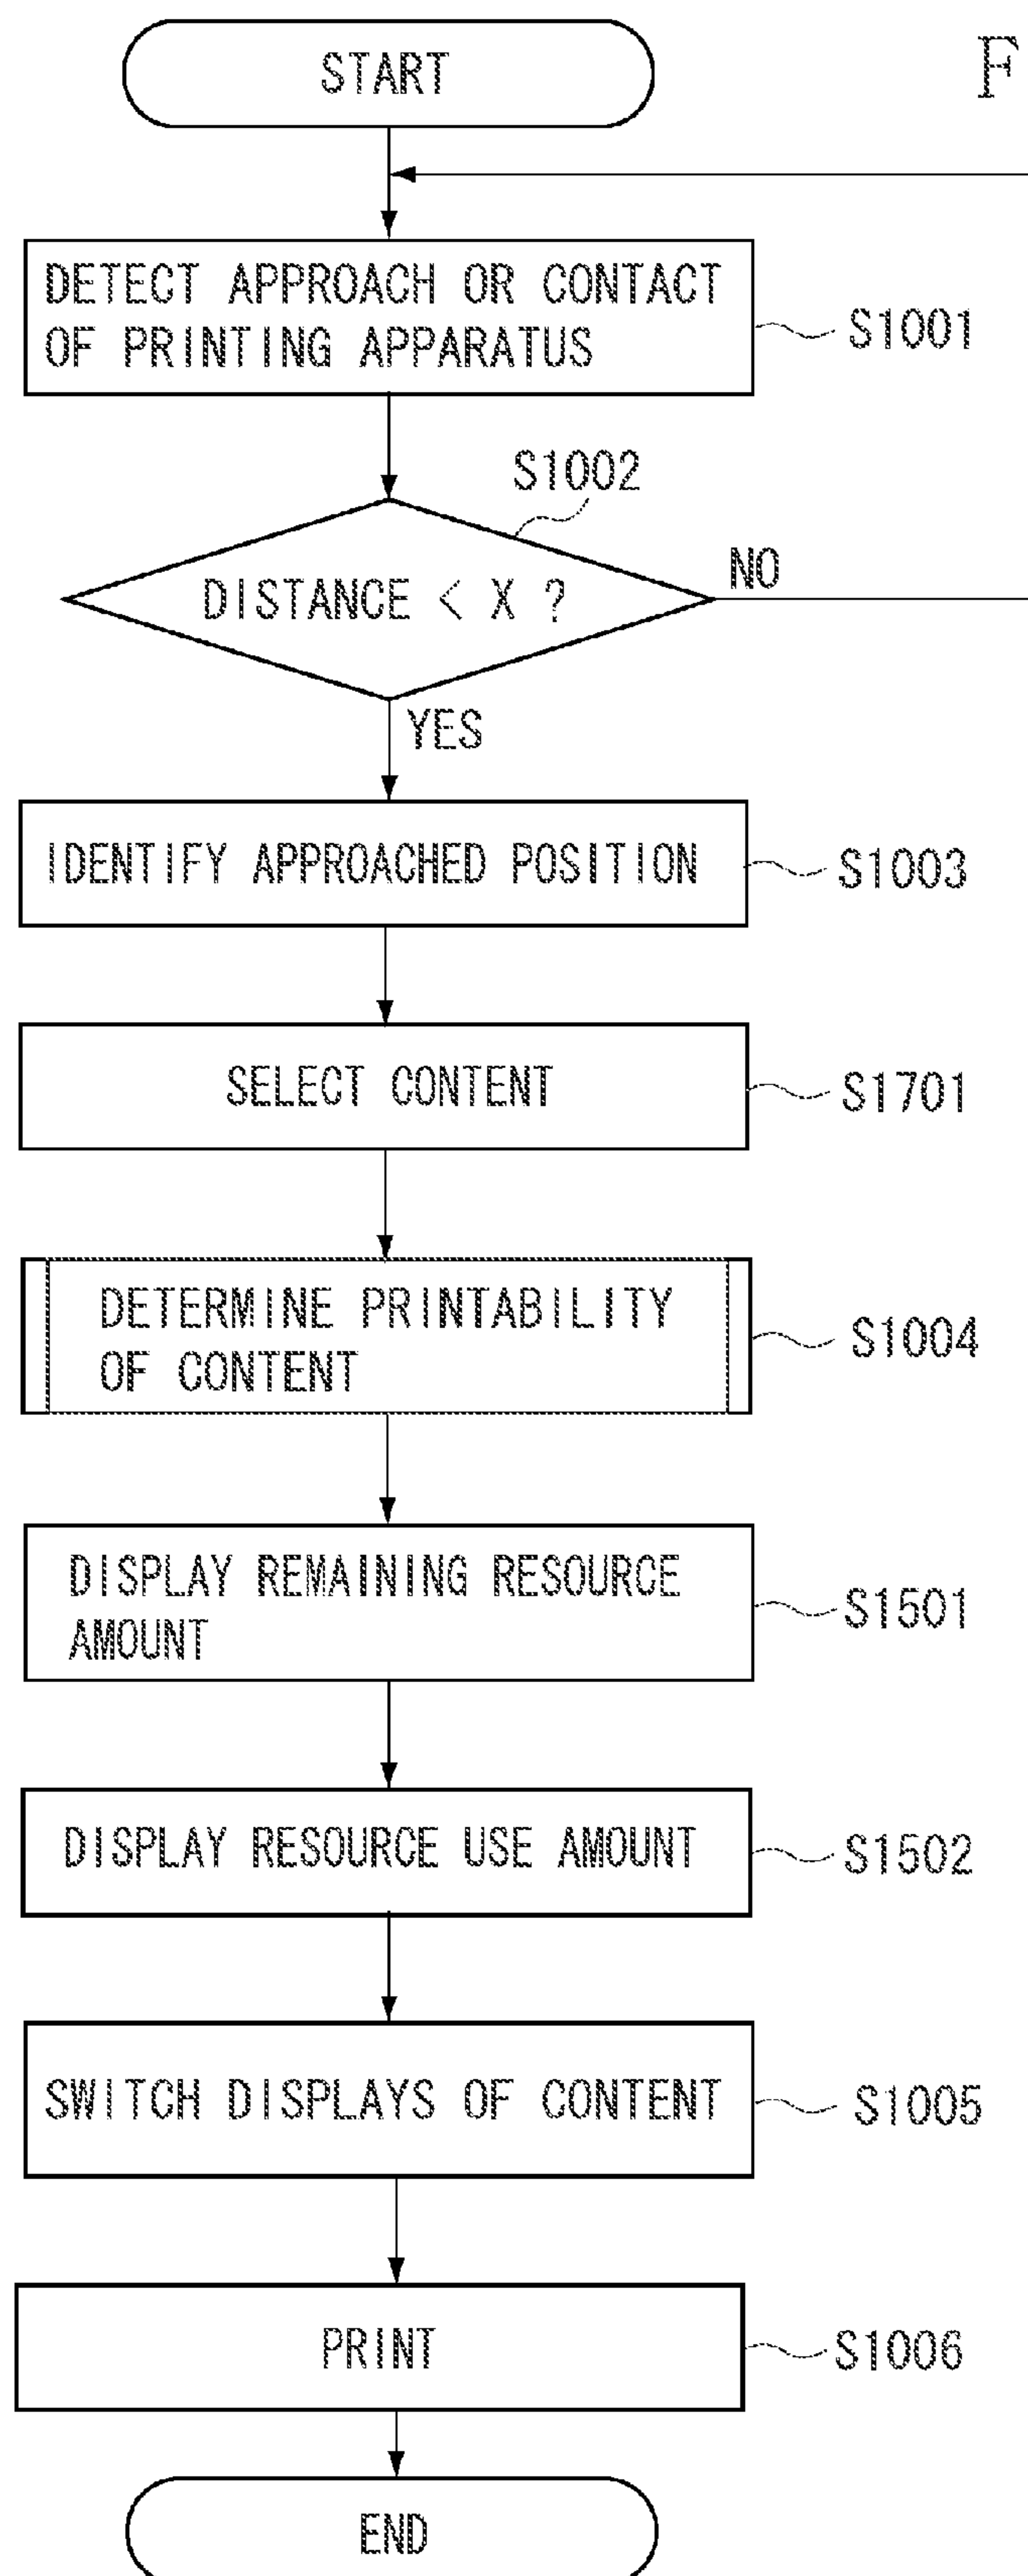 START
F
DETECT APPROACH OR CONTACT
OF PRINTING APPARATUS
S1001
S1002
DISTANCE < X ?
NO
YES
IDENTIFY APPROACHED POSITION
S1003
SELECT CONTENT
S1701
DETERMINE PRINTABILITY
OF CONTENT
S1004
DISPLAY REMAINING RESOURCE
AMOUNT
S1501
DISPLAY RESOURCE USE AMOUNT
S1502
SWITCH DISPLAYS OF CONTENT
S1005
PRINT
S1006
END